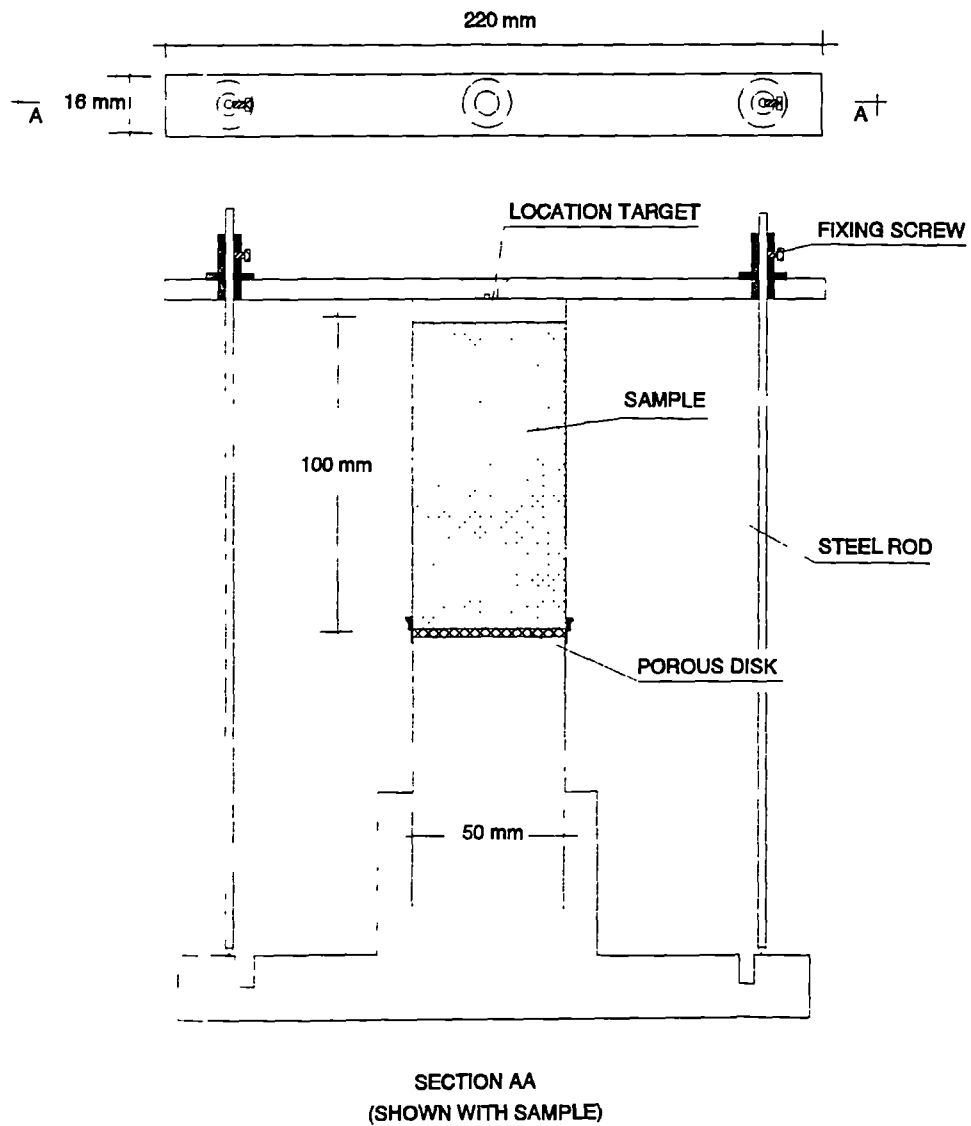 220 mm
16 mm
A
A
LOCATION TARGET
FIXING SCREW
SAMPLE
100 mm
STEEL ROD
POROUS DISK
50 mm
SECTION AA
(SHOWN WITH SAMPLE)